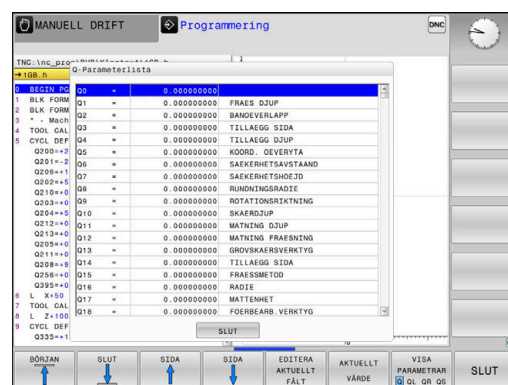 MANUELL DRIFT
Programmering
DNC
TNC:\nc_prog\
→1GB.h
Q-Parameterlista
0 BEGIN PG
1 BLK FORM
2 BLK FORM
3 * - Mach
4 TOOL CAL
5 CYCL DEF
Q200=+2
Q201=-2
Q206=+1
Q202=+5
Q210=+0
Q203=+0
Q204=+5
Q212=+0
Q213=+0
Q205=+0
Q211=+0
Q208=+9
Q256=+0
Q395=+0
6 L X+50
7 TOOL CAL
8 L Z+100
9 CYCL DEF
Q335=+1
Q0 = 0.000000000
Q1 = 0.000000000 FRAES DJUP
Q2 = 0.000000000 BANOEVERLAPP
Q3 = 0.000000000 TILLAEGG SIDA
Q4 = 0.000000000 TILLAEGG DJUP
Q5 = 0.000000000 KOORD. OEVERYTA
Q6 = 0.000000000 SAEKERHETSAVSTAAND
Q7 = 0.000000000 SAEKERHETSHOEJD
Q8 = 0.000000000 RUNDNINGSRADIE
Q9 = 0.000000000 ROTATIONSRIKTNING
Q10 = 0.000000000 SKAERDJUP
Q11 = 0.000000000 MATNING DJUP
Q12 = 0.000000000 MATNING FRAESNING
Q13 = 0.000000000 GROVSKAERSVERKTYG
Q14 = 0.000000000 TILLAEGG SIDA
Q15 = 0.000000000 FRAESSMETOD
Q16 = 0.000000000 RADIE
Q17 = 0.000000000 MATTENHET
Q18 = 0.000000000 FOERBEARB.VERKTYG
SLUT
BÖRJAN
SLUT
SIDA
SIDA
EDITERA AKTUELLT FÄLT
AKTUELLT VÄRDE
VISA PARAMETRAR Q QL QR QS
SLUT